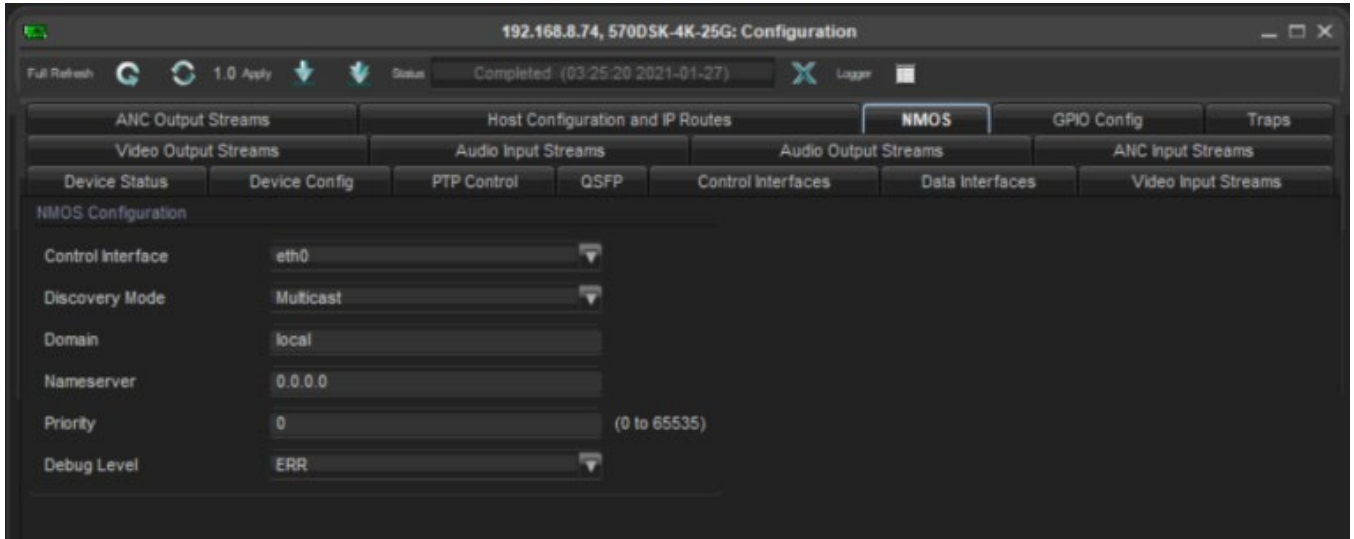 192.168.8.74, 570DSK-4K-25G: Configuration
Full Refresh 1.0 Apply Status Completed (03:25:20 2021-01-27) Logger
ANC Output Streams Host Configuration and IP Routes NMOS GPIO Config Traps
Video Output Streams Audio Input Streams Audio Output Streams ANC Input Streams
Device Status Device Config PTP Control QSFP Control Interfaces Data Interfaces Video Input Streams
NMOS Configuration
Control Interface eth0
Discovery Mode Multicast
Domain local
Nameserver 0.0.0.0
Priority 0 (0 to 65535)
Debug Level ERR